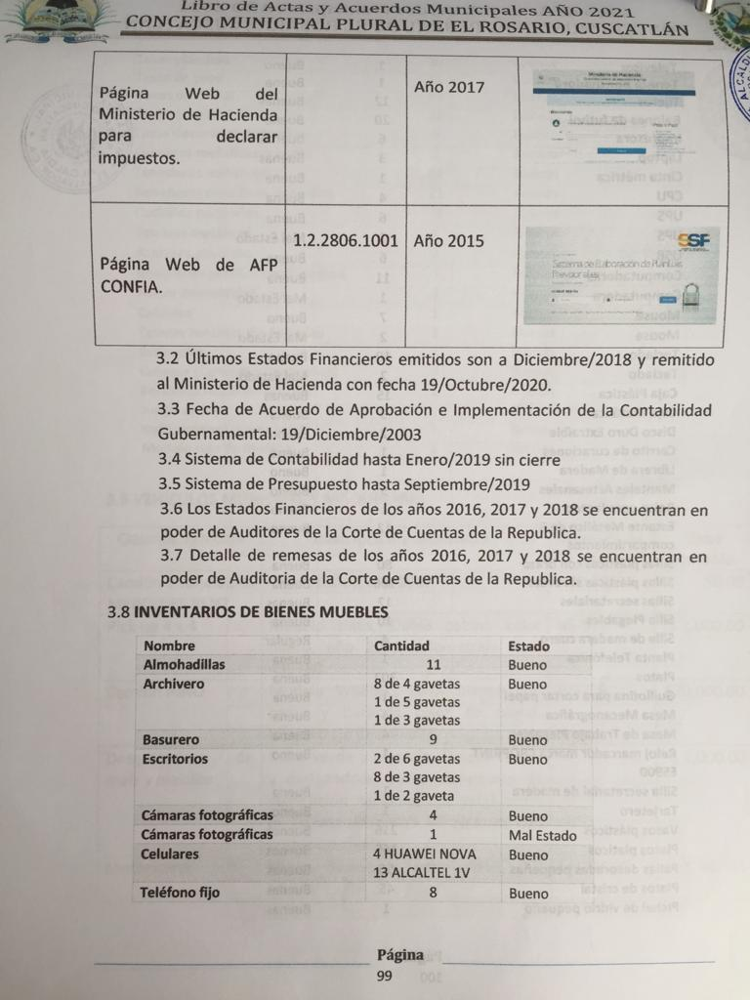 Libro de Actas y Acuerdos Municipales AÑO 2021
CONCEJO MUNICIPAL PLURAL DE EL ROSARIO, CUSCATLÁN
Página Web del
Ministerio de Hacienda
para declarar
impuestos.
Año 2017
Ministerio de Hacienda
Página Web de AFP
CONFIA.
1.2.2806.1001
Año 2015
SSF
Sistema de Elaboración de Planillas
Previsionales
3.2 Últimos Estados Financieros emitidos son a Diciembre/2018 y remitido
al Ministerio de Hacienda con fecha 19/Octubre/2020.
3.3 Fecha de Acuerdo de Aprobación e Implementación de la Contabilidad
Gubernamental: 19/Diciembre/2003
3.4 Sistema de Contabilidad hasta Enero/2019 sin cierre
3.5 Sistema de Presupuesto hasta Septiembre/2019
3.6 Los Estados Financieros de los años 2016, 2017 y 2018 se encuentran en
poder de Auditores de la Corte de Cuentas de la Republica.
3.7 Detalle de remesas de los años 2016, 2017 y 2018 se encuentran en
poder de Auditoria de la Corte de Cuentas de la Republica.
3.8 INVENTARIOS DE BIENES MUEBLES
Nombre Cantidad Estado
Almohadillas 11 Bueno
Archivero 8 de 4 gavetas Bueno
1 de 5 gavetas
1 de 3 gavetas
Basurero 9 Bueno
Escritorios 2 de 6 gavetas Bueno
8 de 3 gavetas
1 de 2 gaveta
Cámaras fotográficas 4 Bueno
Cámaras fotográficas 1 Mal Estado
Celulares 4 HUAWEI NOVA Bueno
13 ALCALTEL 1V
Teléfono fijo 8 Bueno
Página
99